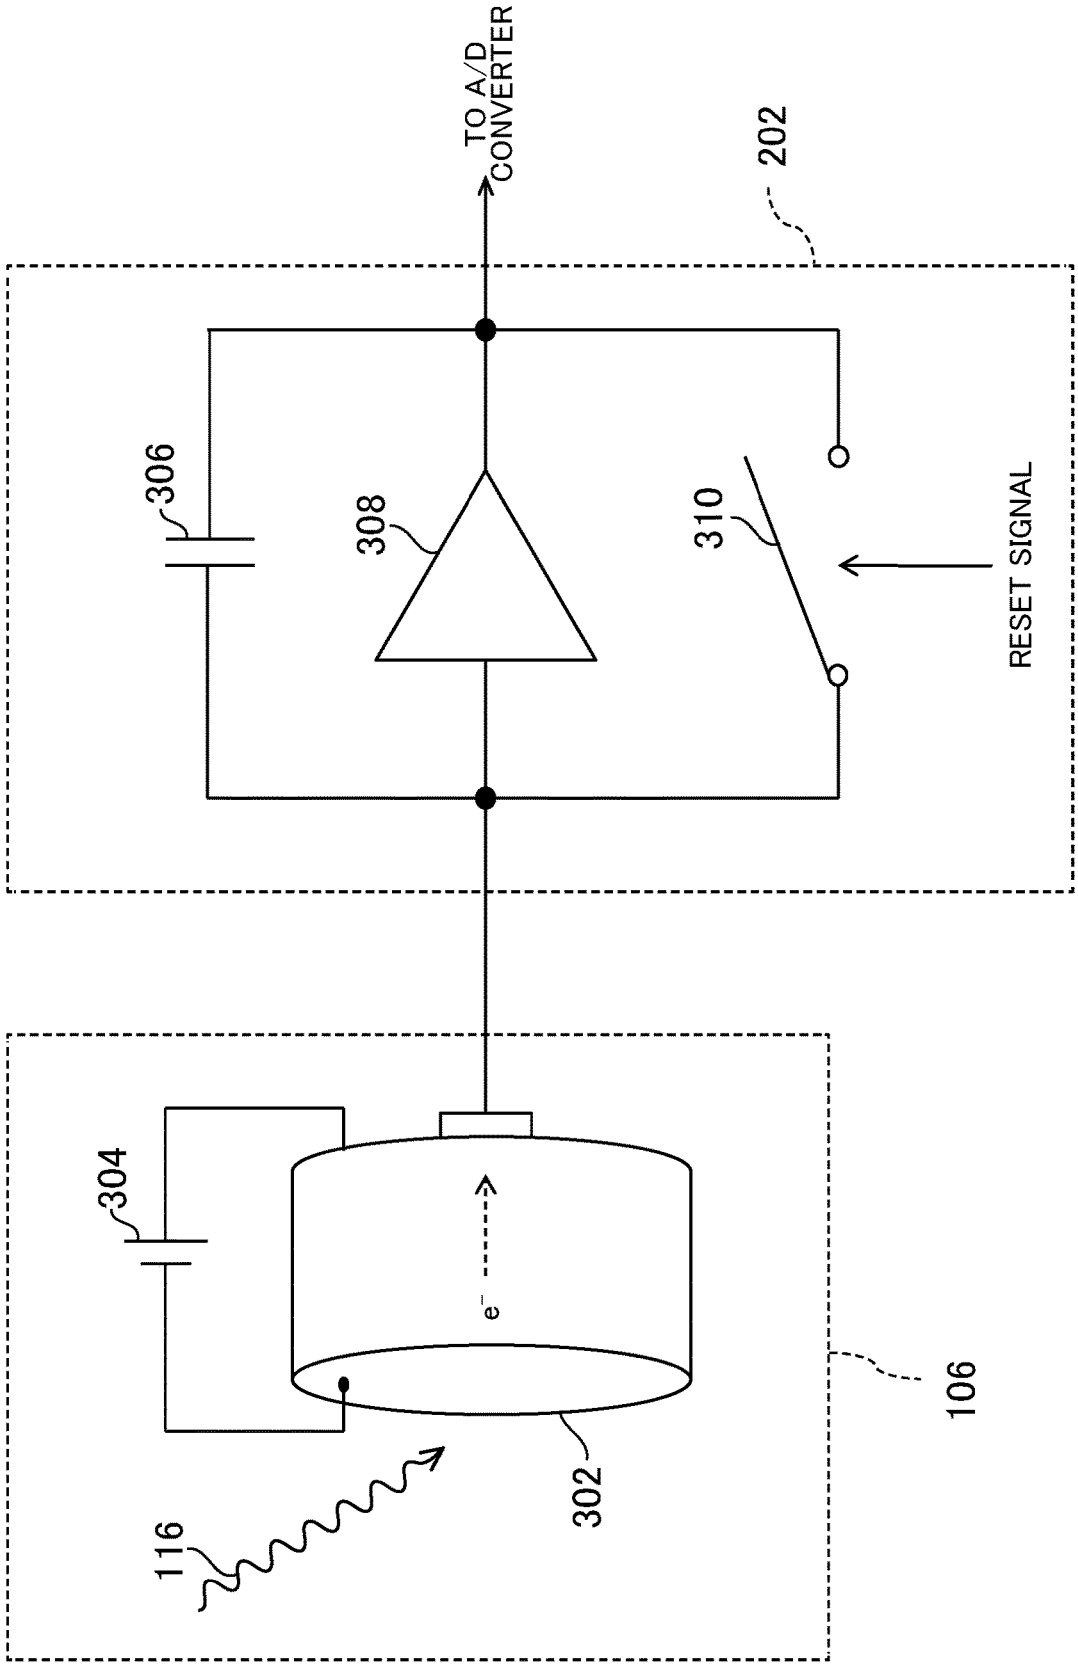 116
304
302
e⁻
106
306
308
310
RESET SIGNAL
202
TO A/D
CONVERTER